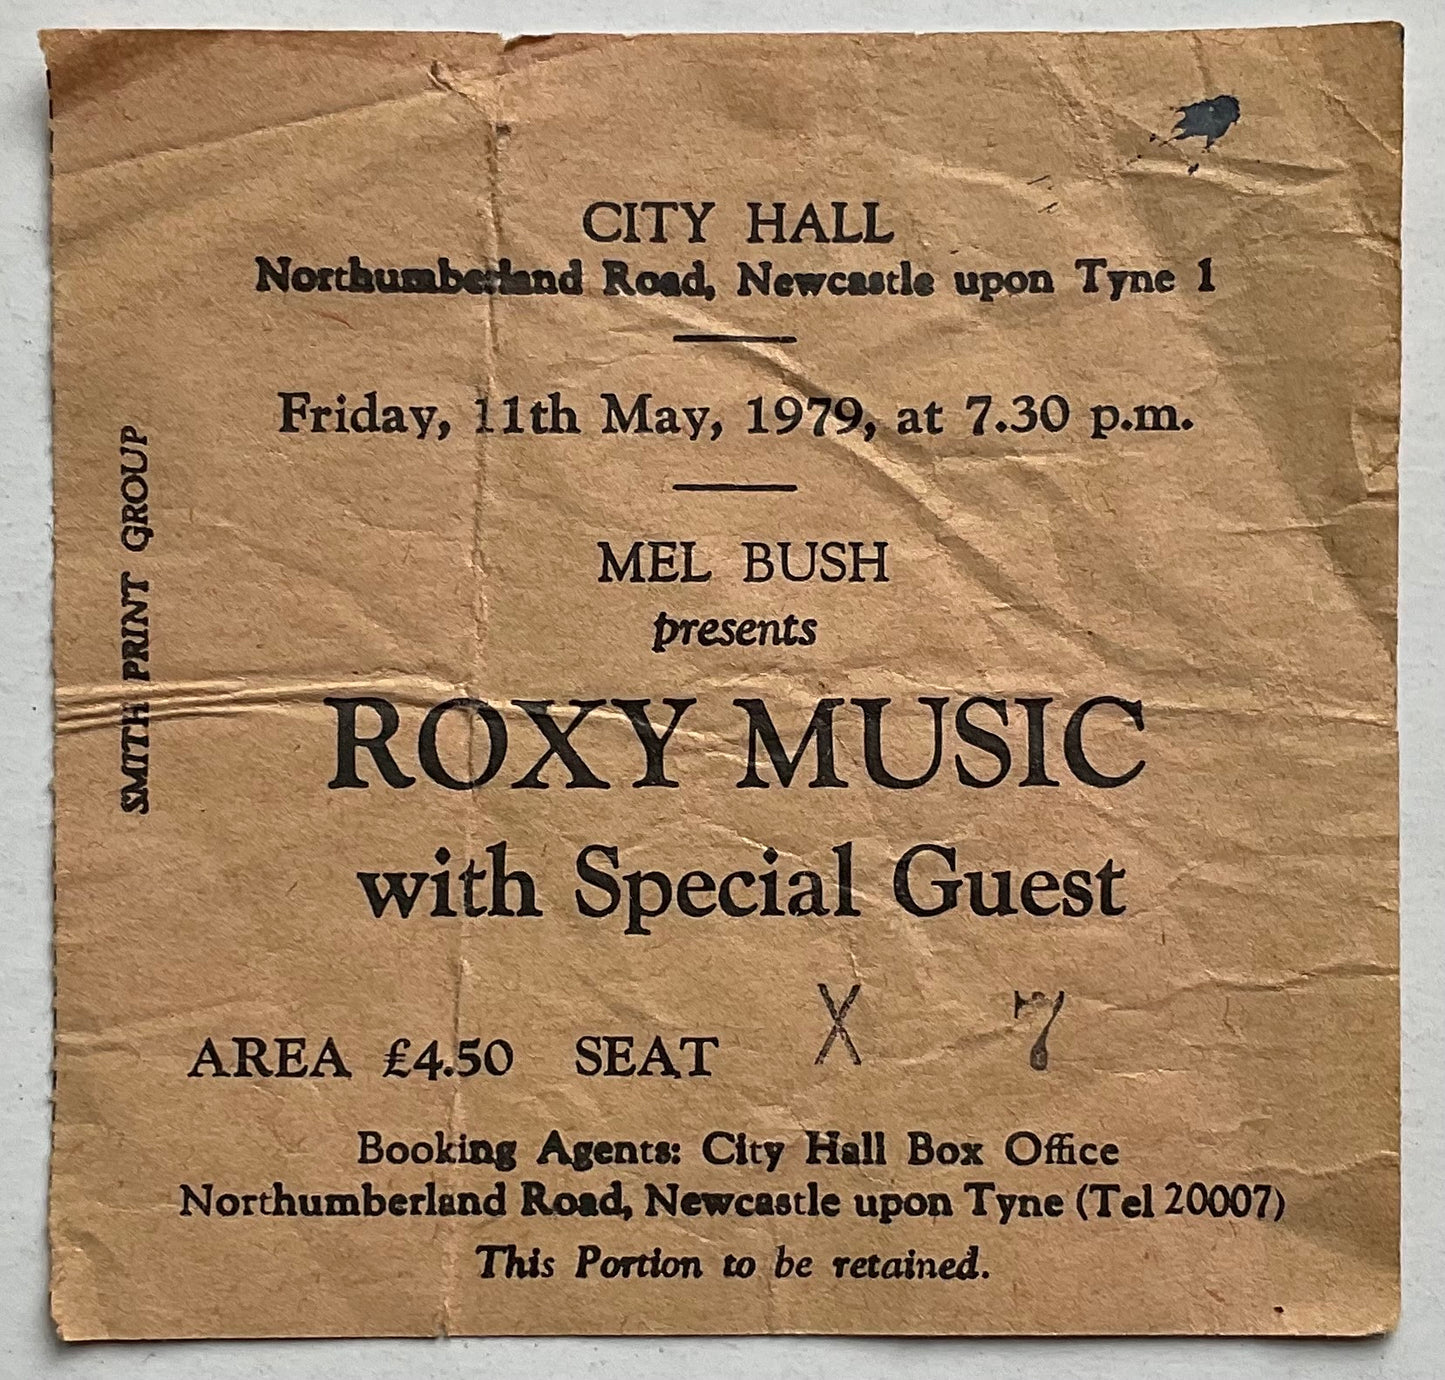 CITY HALL
Northumberland Road, Newcastle upon Tyne 1
Friday, 11th May, 1979, at 7.30 p.m.
MEL BUSH
presents
ROXY MUSIC
with Special Guest
AREA £4.50 SEAT X 7
Booking Agents: City Hall Box Office
Northumberland Road, Newcastle upon Tyne (Tel 20007)
This Portion to be retained.
SMITH PRINT GROUP